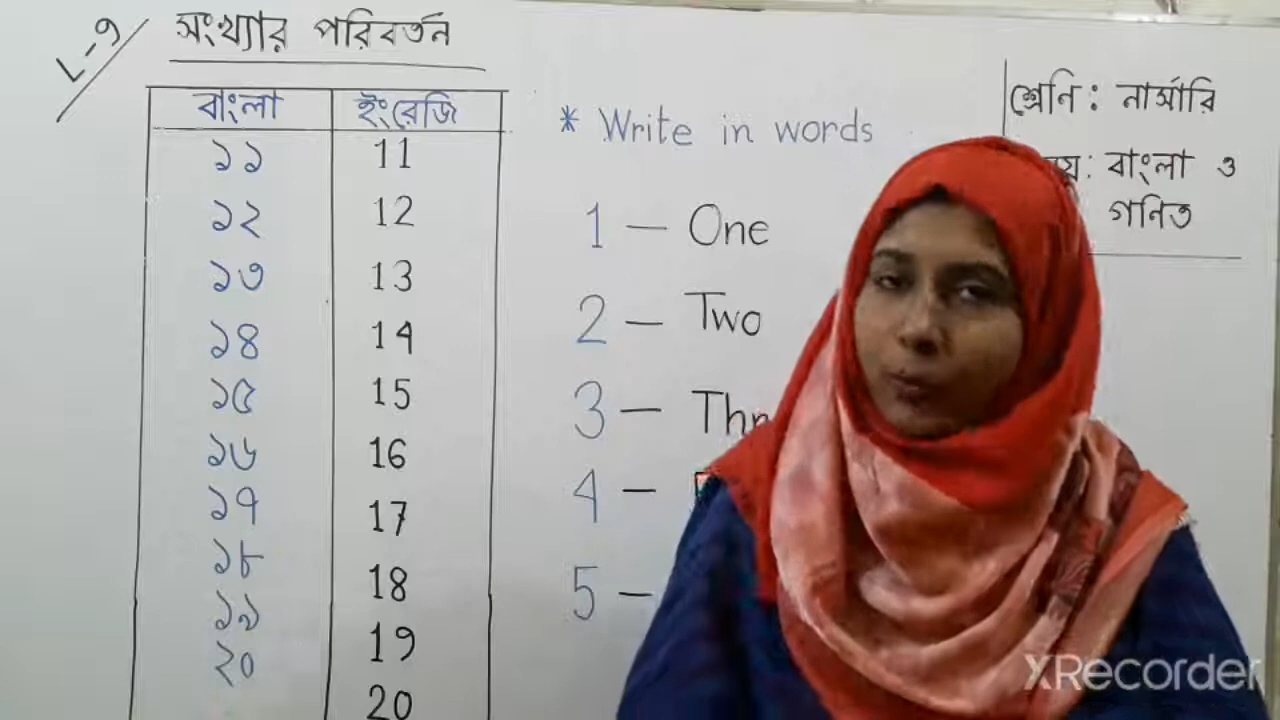 L-৭
সংখ্যার পরিবর্তন
বাংলা ইংরেজি
১১ 11
১২ 12
১৩ 13
১৪ 14
১৫ 15
১৬ 16
১৭ 17
১৮ 18
১৯ 19
২০ 20
* Write in words
1 — One
2 — Two
3 — Thr
4 —
5 —
শ্রেণি : নার্সারি
য়: বাংলা ও
গনিত
XRecorder